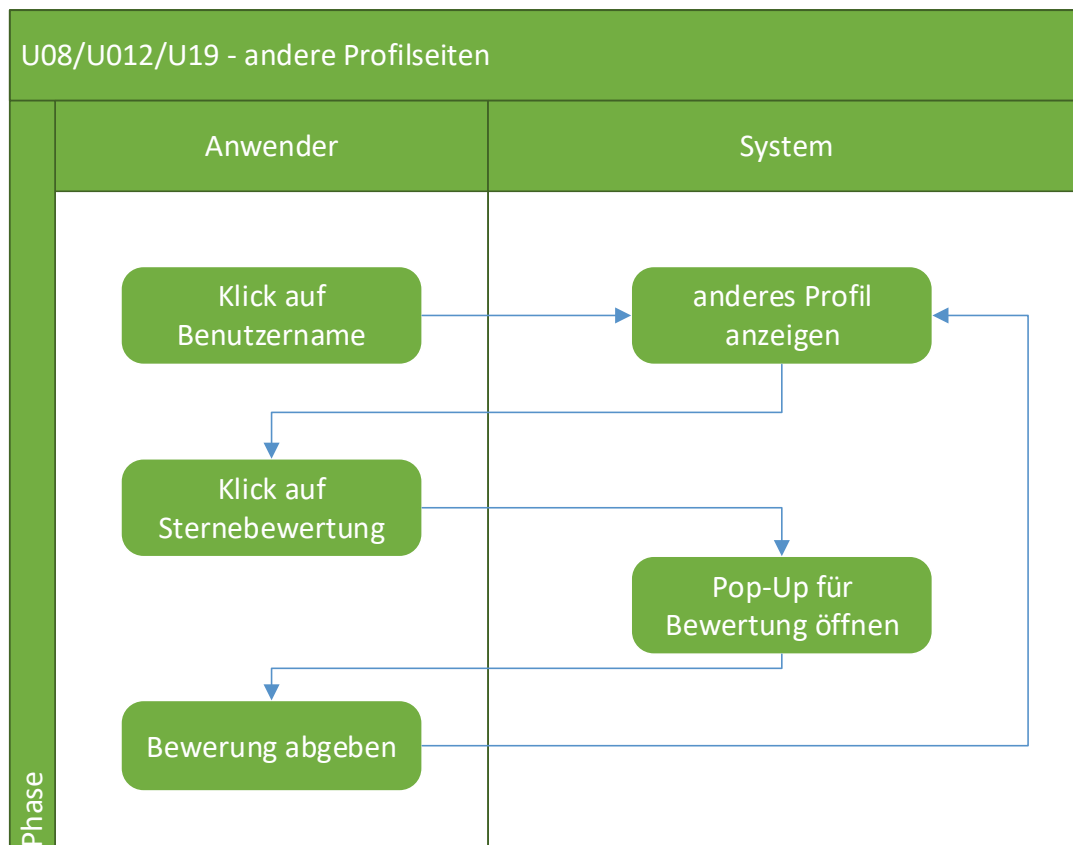 U08/U012/U19 - andere Profilseiten
Anwender
System
Klick auf
Benutzername
anderes Profil
anzeigen
Klick auf
Sternebewertung
Pop-Up für
Bewertung öffnen
Bewerung abgeben
Phase